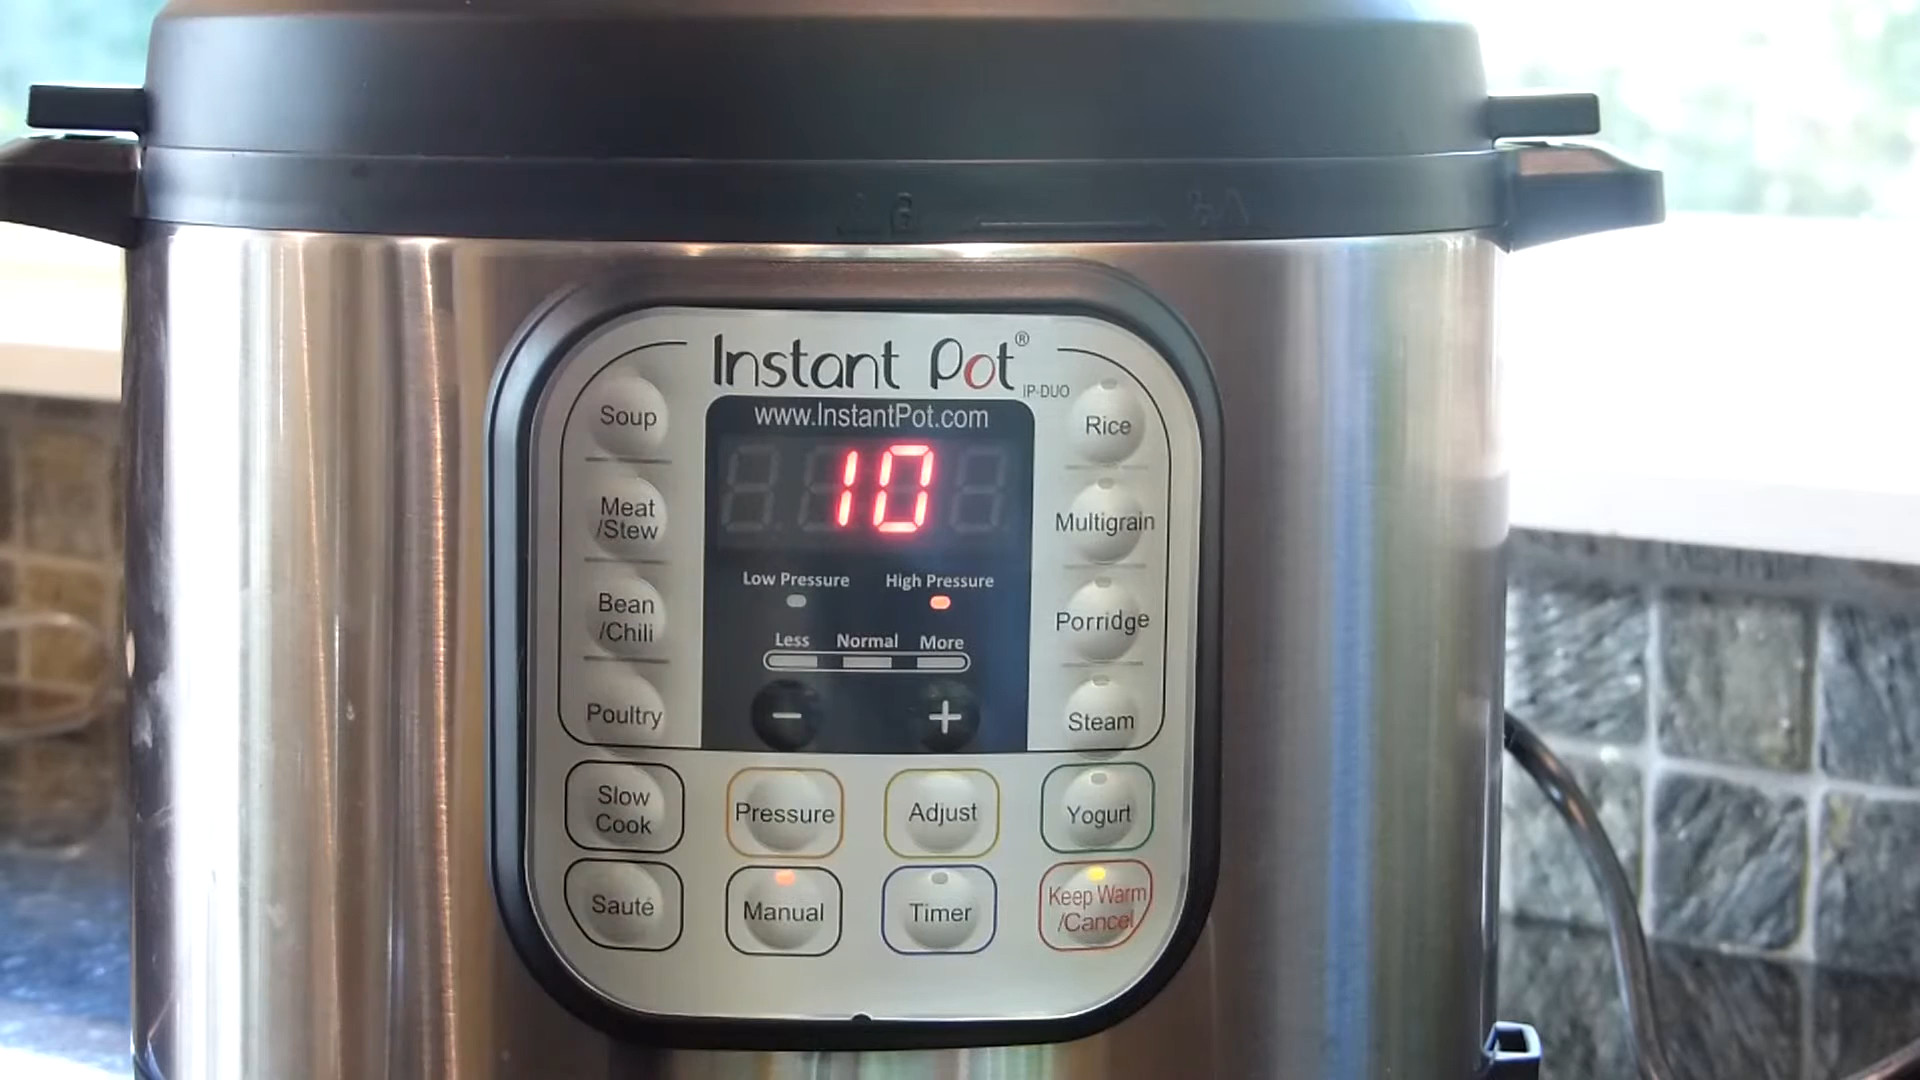 Instant Pot®
IP-DUO
www.InstantPot.com
10
Low Pressure High Pressure
Less Normal More
− +
Soup
Meat
/Stew
Bean
/Chili
Poultry
Rice
Multigrain
Porridge
Steam
Slow
Cook
Pressure
Adjust
Yogurt
Sauté
Manual
Timer
Keep Warm
/Cancel